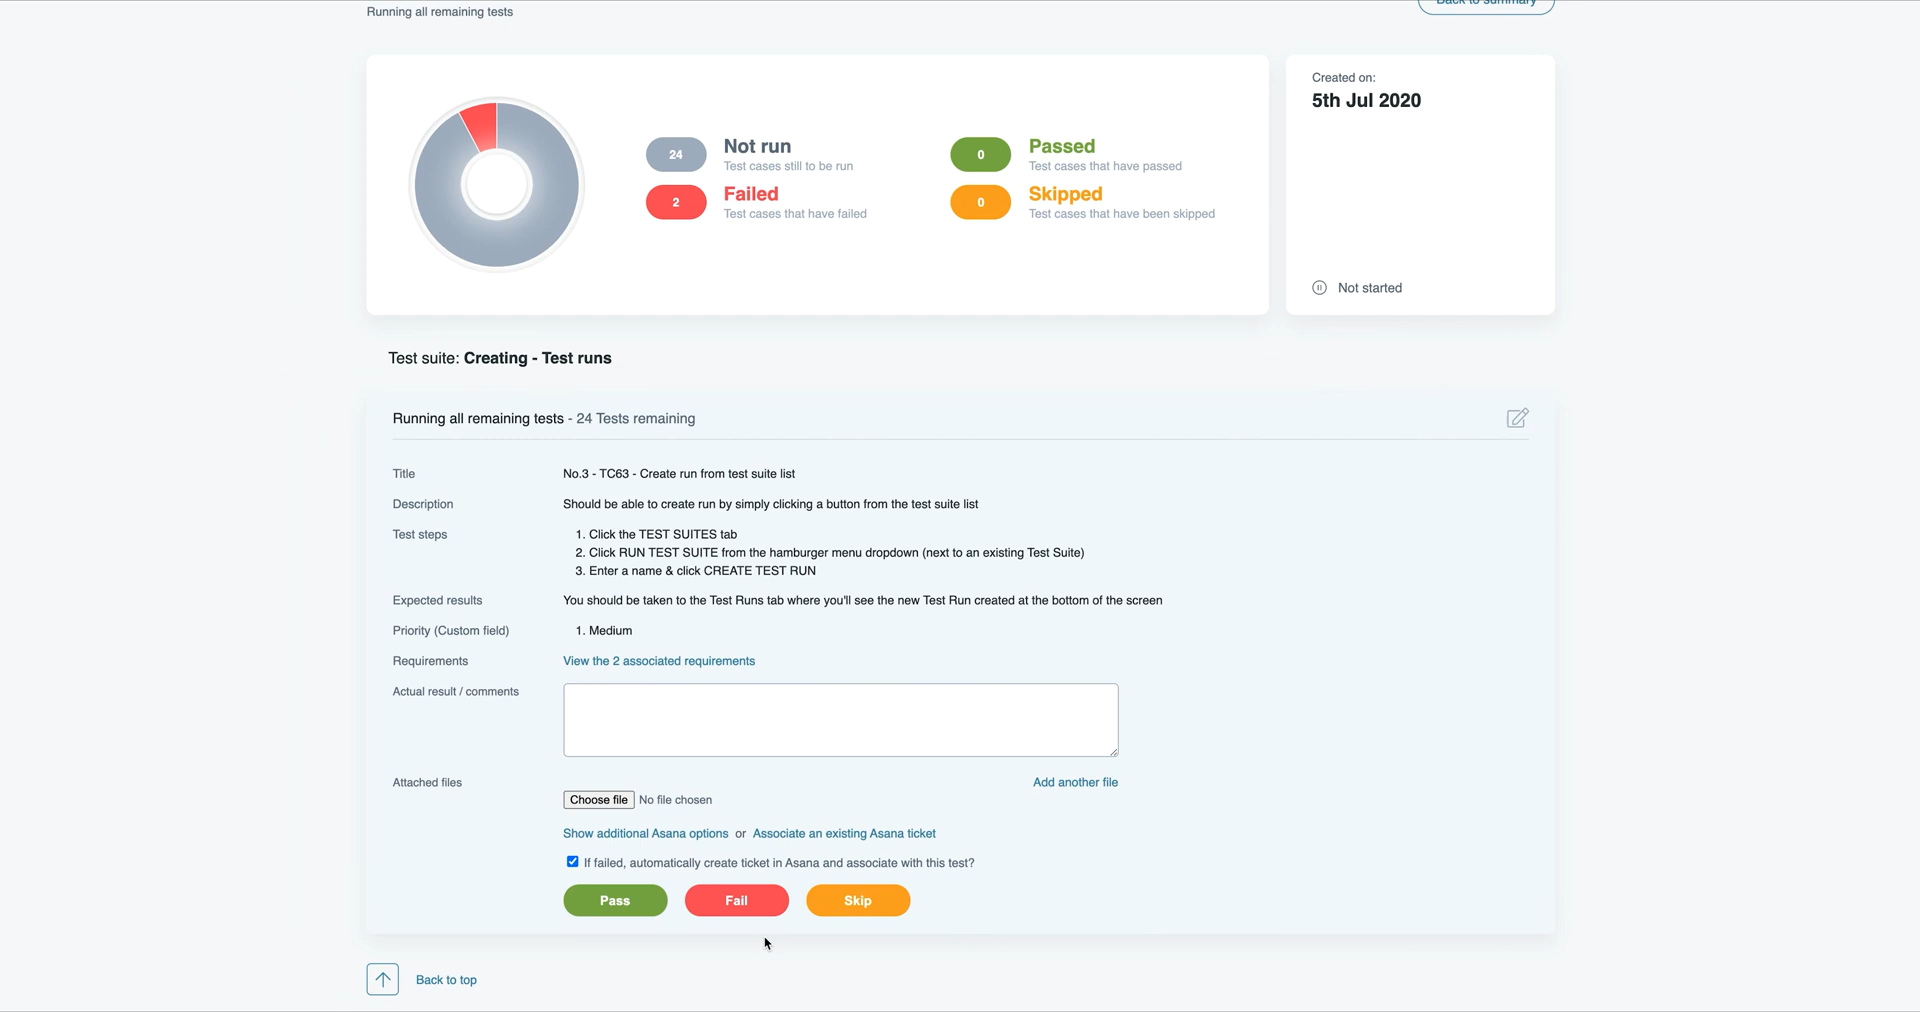 Running all remaining tests
Back to summary
24
Not run
Test cases still to be run
0
Passed
Test cases that have passed
2
Failed
Test cases that have failed
0
Skipped
Test cases that have been skipped
Created on:
5th Jul 2020
Not started
Test suite: Creating - Test runs
Running all remaining tests - 24 Tests remaining
Title
No.3 - TC63 - Create run from test suite list
Description
Should be able to create run by simply clicking a button from the test suite list
Test steps
1. Click the TEST SUITES tab
2. Click RUN TEST SUITE from the hamburger menu dropdown (next to an existing Test Suite)
3. Enter a name & click CREATE TEST RUN
Expected results
You should be taken to the Test Runs tab where you'll see the new Test Run created at the bottom of the screen
Priority (Custom field)
1. Medium
Requirements
View the 2 associated requirements
Actual result / comments
Attached files
Add another file
Choose file No file chosen
Show additional Asana options or Associate an existing Asana ticket
If failed, automatically create ticket in Asana and associate with this test?
Pass Fail Skip
Back to top